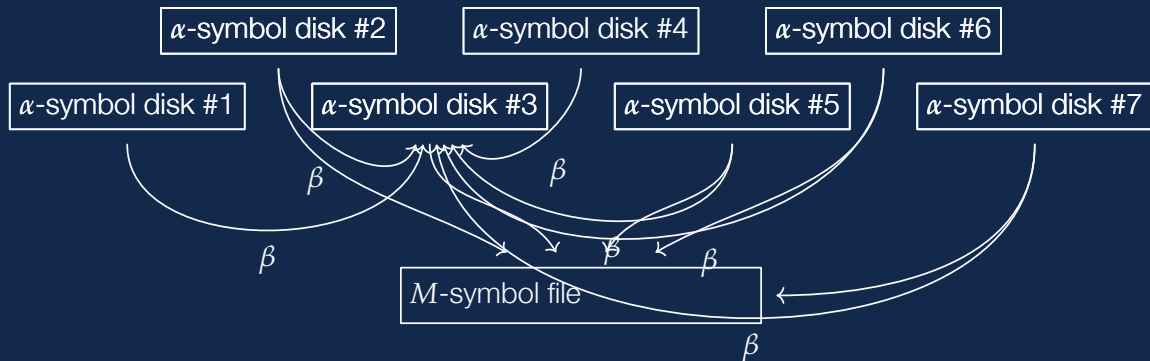 α-symbol disk #2
α-symbol disk #4
α-symbol disk #6
α-symbol disk #1
α-symbol disk #3
α-symbol disk #5
α-symbol disk #7
β
β
β
β
β
M-symbol file
β